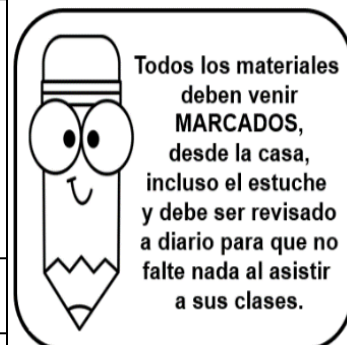 Todos los materiales
deben venir
MARCADOS,
desde la casa,
incluso el estuche
y debe ser revisado
a diario para que no
falte nada al asistir
a sus clases.